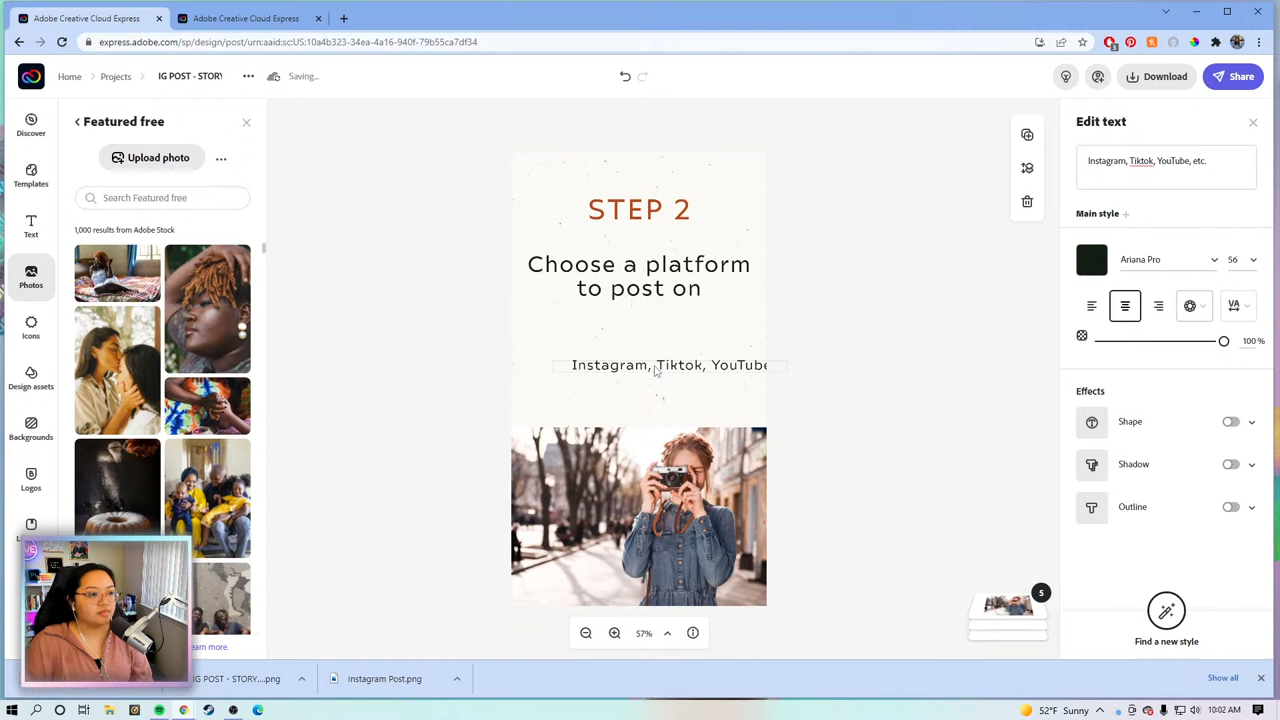 Adobe Creative Cloud Express
Adobe Creative Cloud Express
express.adobe.com/sp/design/post/urn:aaid:sc:US:10a4b323-34ea-4a16-940f-79b55ca7df34
Home
Projects
IG POST - STORY
Saving...
Download
Share
Discover
Templates
Text
Photos
Icons
Design assets
Backgrounds
Logos
Featured free
Upload photo
Search Featured free
1,000 results from Adobe Stock
earn more.
STEP 2
Choose a platform
to post on
Instagram, Tiktok, YouTube
57%
5
Edit text
Instagram, Tiktok, YouTube, etc.
Main style
Ariana Pro
56
VA
100 %
Effects
Shape
Shadow
Outline
Find a new style
IG POST - STORY....png
Instagram Post.png
Show all
52°F Sunny
10:02 AM